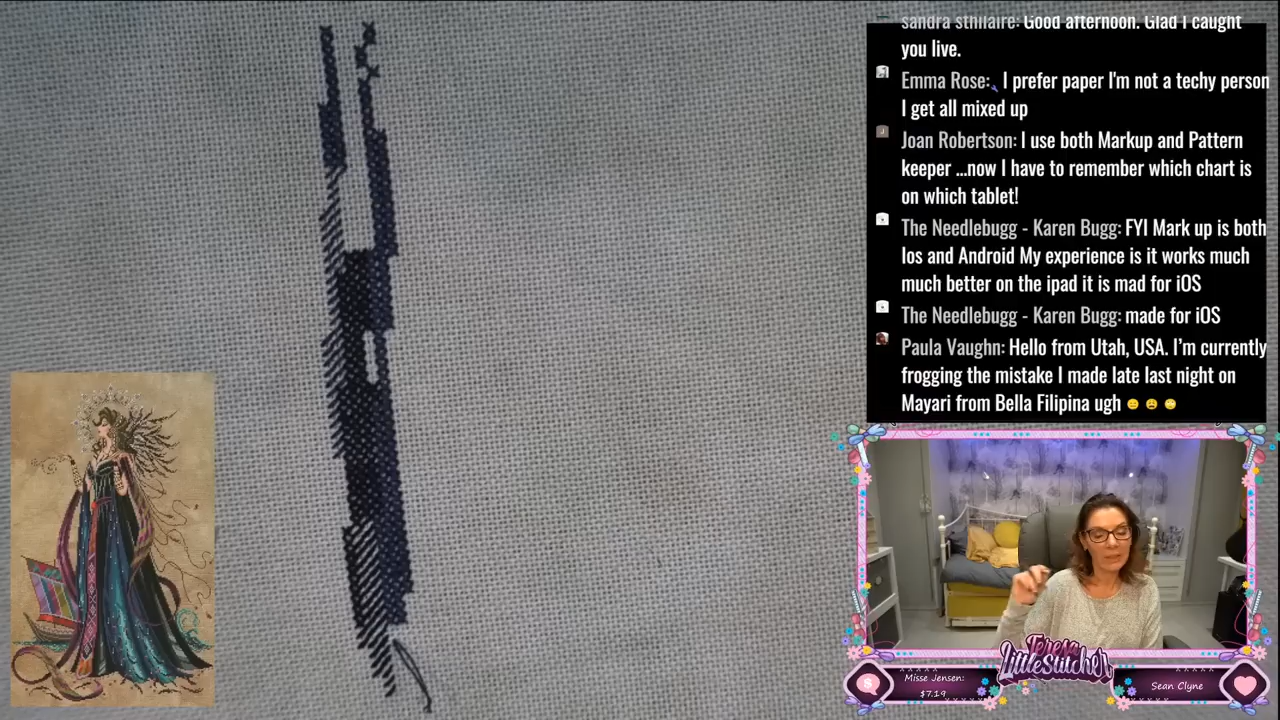 sandra sthilaire: Good afternoon. Glad I caught
you live.
Emma Rose: I prefer paper I'm not a techy person
I get all mixed up
Joan Robertson: I use both Markup and Pattern
keeper ...now I have to remember which chart is
on which tablet!
The Needlebugg - Karen Bugg: FYI Mark up is both
Ios and Android My experience is it works much
much better on the ipad it is mad for iOS
The Needlebugg - Karen Bugg: made for iOS
Paula Vaughn: Hello from Utah, USA. I'm currently
frogging the mistake I made late last night on
Mayari from Bella Filipina ugh
Teresa
LittleStitcher
Misse Jensen:
$7.19
Sean Clyne